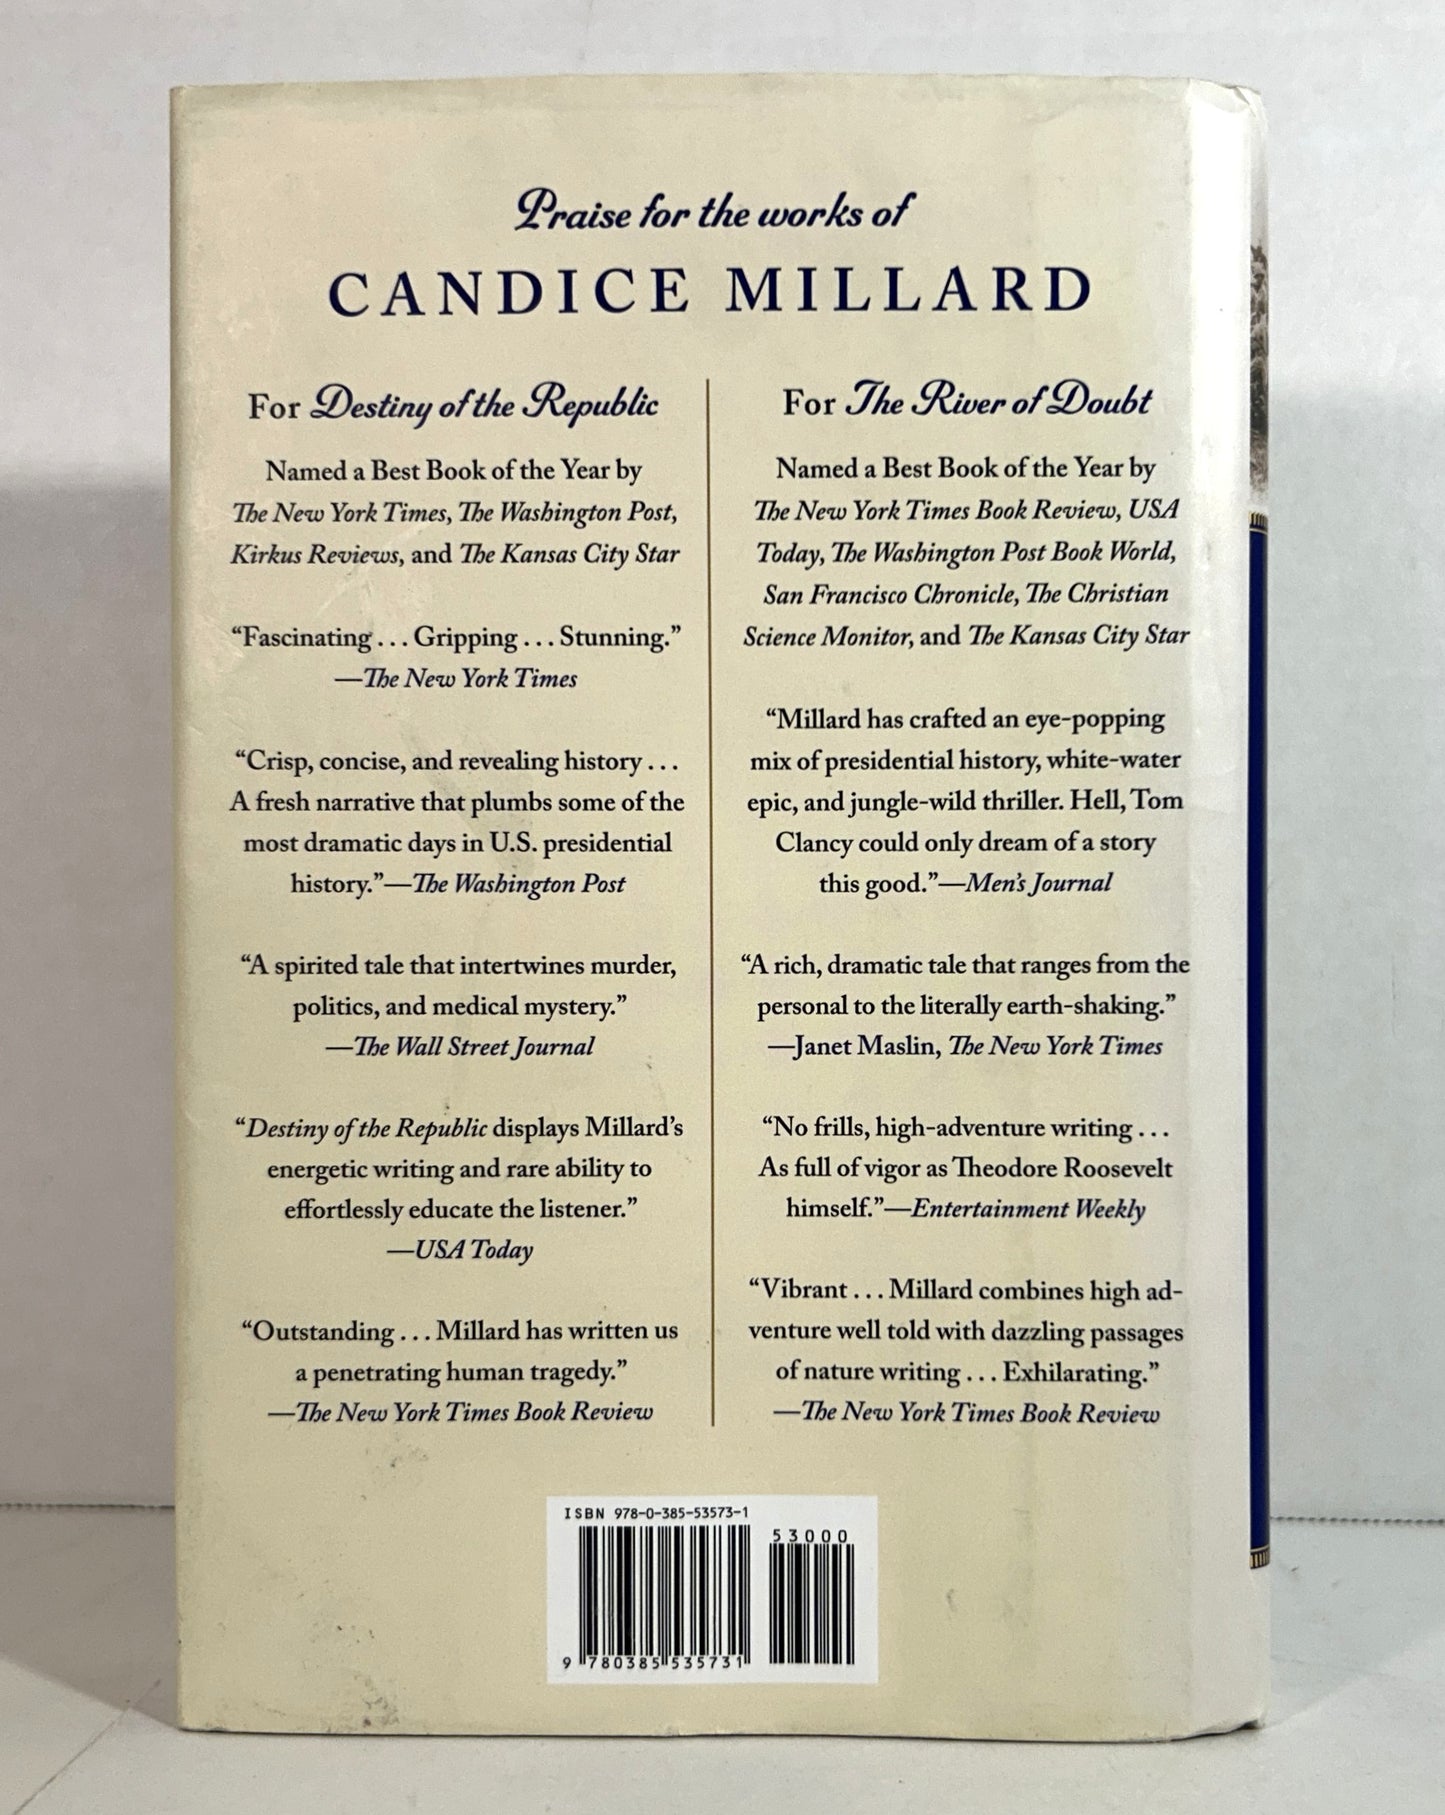 Praise for the works of
CANDICE MILLARD
For Destiny of the Republic
Named a Best Book of the Year by
The New York Times, The Washington Post,
Kirkus Reviews, and The Kansas City Star
“Fascinating . . . Gripping . . . Stunning.”
—The New York Times
“Crisp, concise, and revealing history . . .
A fresh narrative that plumbs some of the
most dramatic days in U.S. presidential
history.”—The Washington Post
“A spirited tale that intertwines murder,
politics, and medical mystery.”
—The Wall Street Journal
“Destiny of the Republic displays Millard’s
energetic writing and rare ability to
effortlessly educate the listener.”
—USA Today
“Outstanding . . . Millard has written us
a penetrating human tragedy.”
—The New York Times Book Review
For The River of Doubt
Named a Best Book of the Year by
The New York Times Book Review, USA
Today, The Washington Post Book World,
San Francisco Chronicle, The Christian
Science Monitor, and The Kansas City Star
“Millard has crafted an eye-popping
mix of presidential history, white-water
epic, and jungle-wild thriller. Hell, Tom
Clancy could only dream of a story
this good.”—Men’s Journal
“A rich, dramatic tale that ranges from the
personal to the literally earth-shaking.”
—Janet Maslin, The New York Times
“No frills, high-adventure writing . . .
As full of vigor as Theodore Roosevelt
himself.”—Entertainment Weekly
“Vibrant . . . Millard combines high ad-
venture well told with dazzling passages
of nature writing . . . Exhilarating.”
—The New York Times Book Review
ISBN 978-0-385-53573-1
53000
9 780385 535731